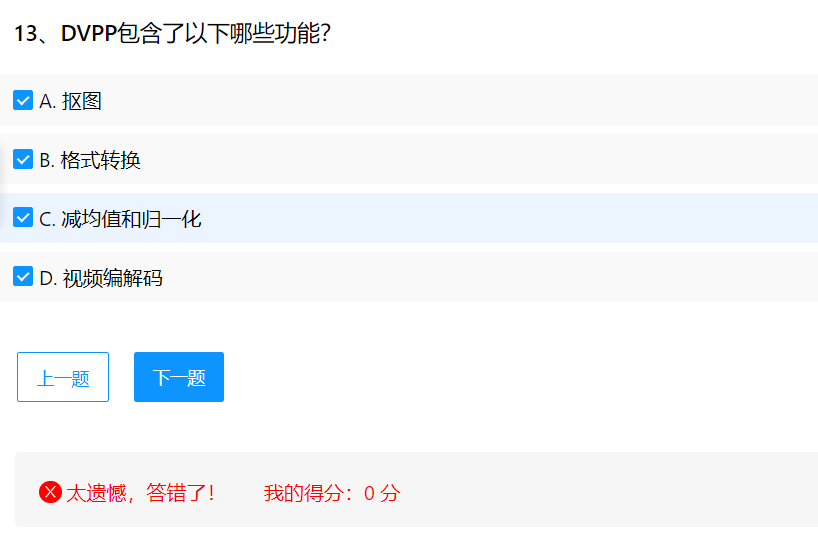 13、DVPP包含了以下哪些功能?
A. 抠图
B. 格式转换
C. 减均值和归一化
D. 视频编解码
上一题 下一题
X 太遗憾，答错了! 我的得分：0 分